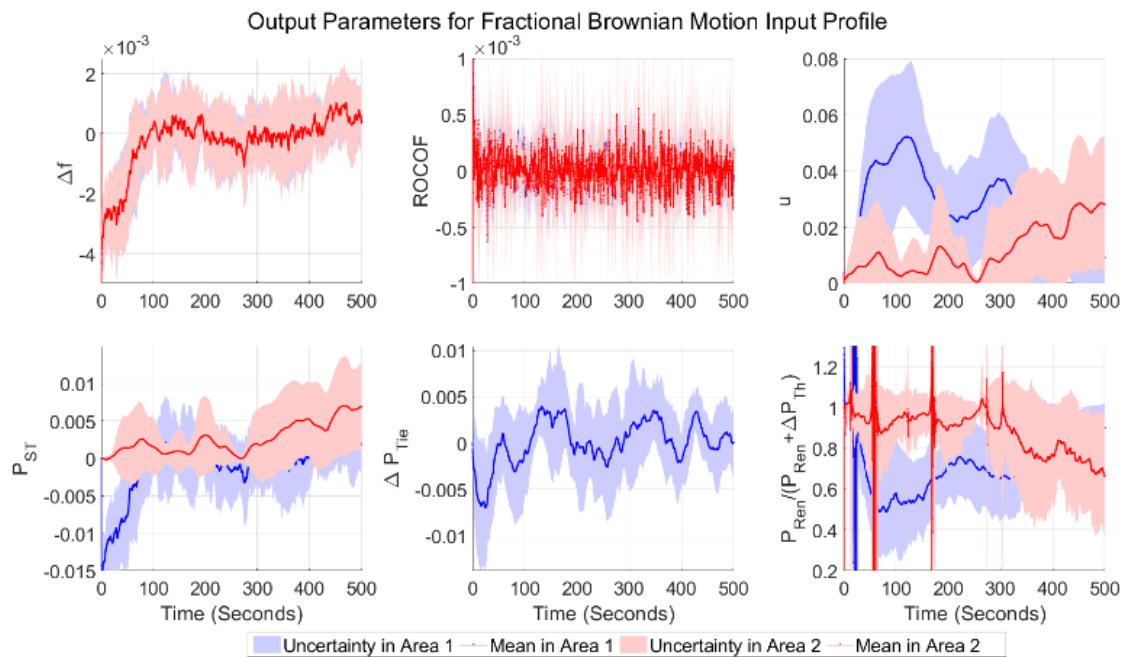 Output Parameters for Fractional Brownian Motion Input Profile
×10⁻³
2
0
-2
-4
Δf
0 100 200 300 400 500
×10⁻³
1
0.5
0
-0.5
-1
ROCOF
0 100 200 300 400 500
0.08
0.06
0.04
0.02
0
u
0 100 200 300 400 500
0.01
0.005
0
-0.005
-0.01
-0.015
P_ST
0 100 200 300 400 500
Time (Seconds)
0.01
0.005
0
-0.005
-0.01
Δ P_Tie
0 100 200 300 400 500
Time (Seconds)
1.2
1
0.8
0.6
0.4
0.2
P_Ren/(P_Ren+ΔP_Th)
0 100 200 300 400 500
Time (Seconds)
Uncertainty in Area 1 Mean in Area 1 Uncertainty in Area 2 Mean in Area 2